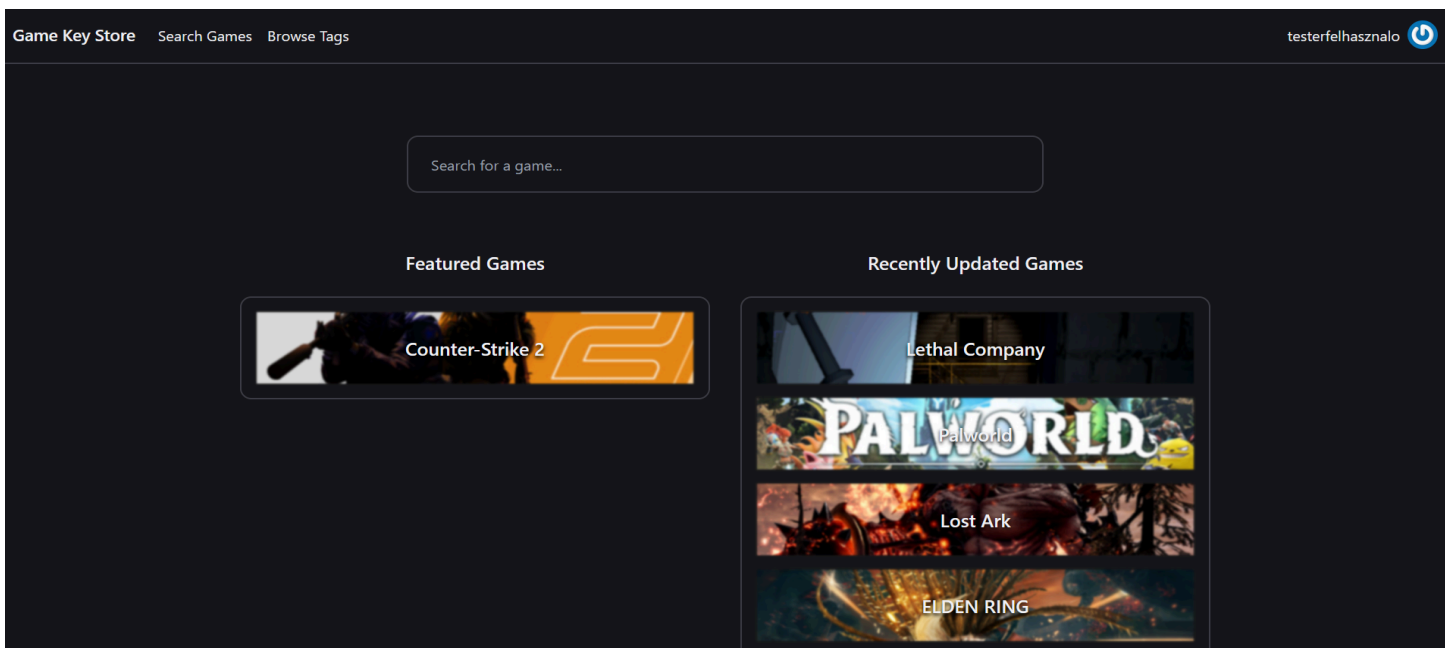 Game Key Store Search Games Browse Tags testerfelhasznalo
Search for a game...
Featured Games
Counter-Strike 2
Recently Updated Games
Lethal Company
PALWORLD
Palworld
Lost Ark
ELDEN RING